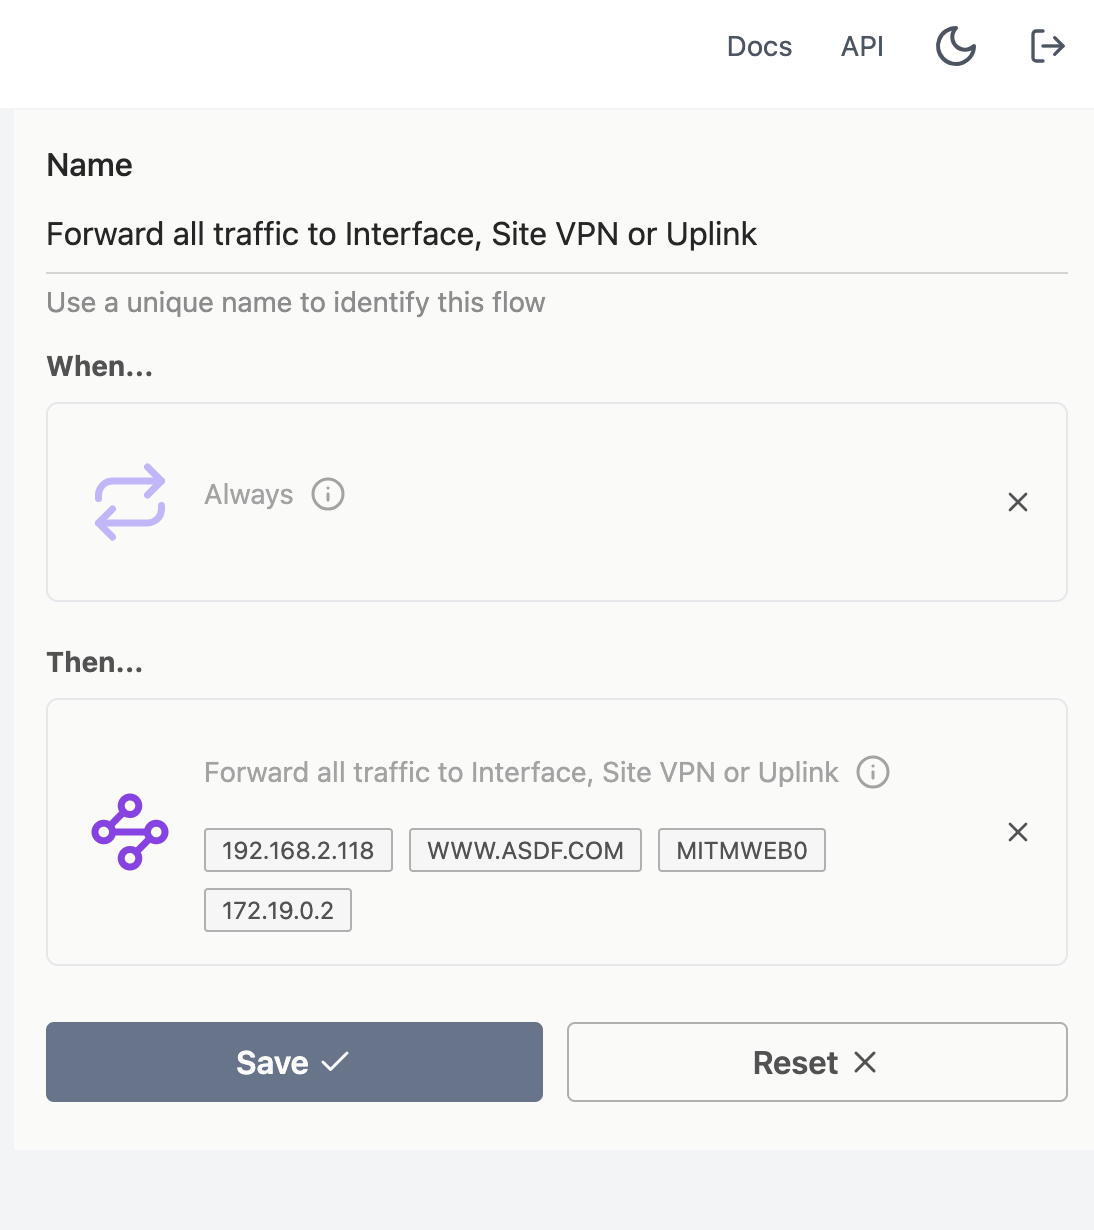 Docs API
Name
Forward all traffic to Interface, Site VPN or Uplink
Use a unique name to identify this flow
When...
Always
Then...
Forward all traffic to Interface, Site VPN or Uplink
192.168.2.118 WWW.ASDF.COM MITMWEB0
172.19.0.2
Save Reset